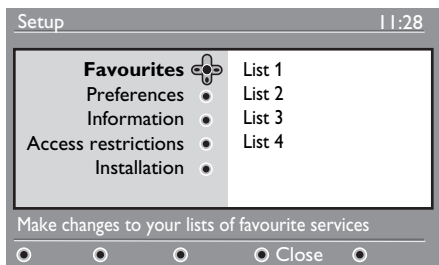 Setup 11:28
Favourites List 1
Preferences List 2
Information List 3
Access restrictions List 4
Installation
Make changes to your lists of favourite services
Close